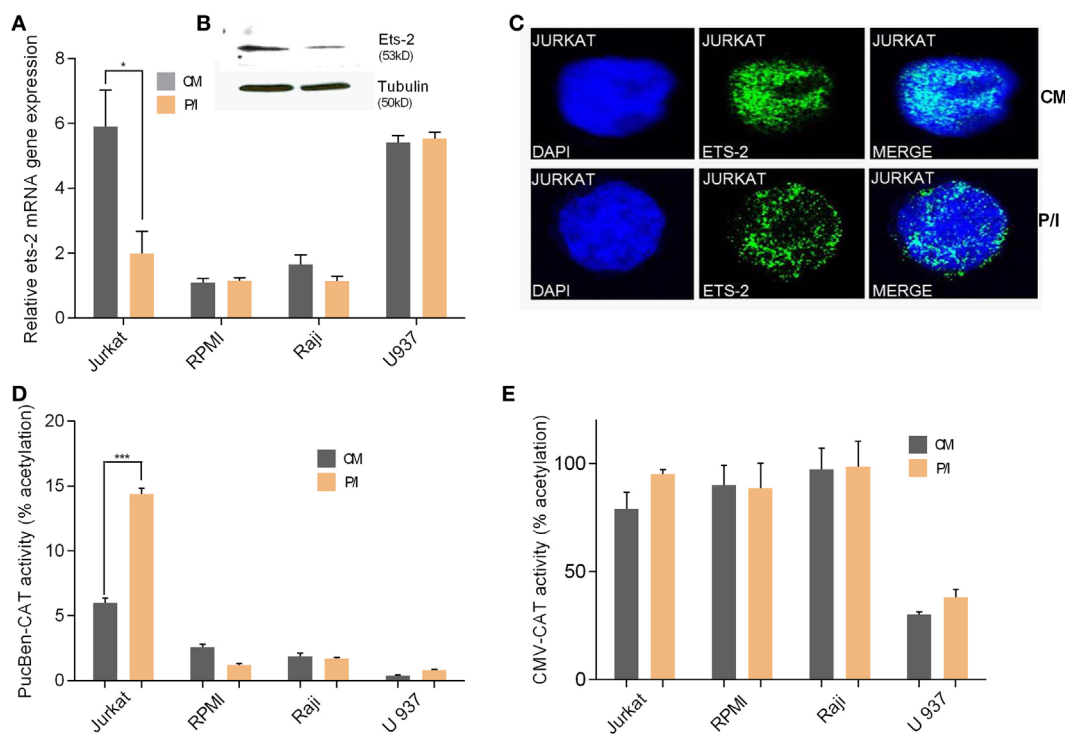 A
Relative ets-2 mRNA gene expression
8
6
4
2
0
*
CM
P/I
Jurkat
RPMI
Raji
U937
B
Ets-2
(53kD)
Tubulin
(50kD)
C
JURKAT
DAPI
JURKAT
ETS-2
JURKAT
MERGE
CM
JURKAT
DAPI
JURKAT
ETS-2
JURKAT
MERGE
P/I
D
PucBen-CAT activity (% acetylation)
20
15
10
5
0
***
CM
P/I
Jurkat
RPMI
Raji
U 937
E
CMV-CAT activity (% acetylation)
100
50
0
CM
P/I
Jurkat
RPMI
Raji
U 937